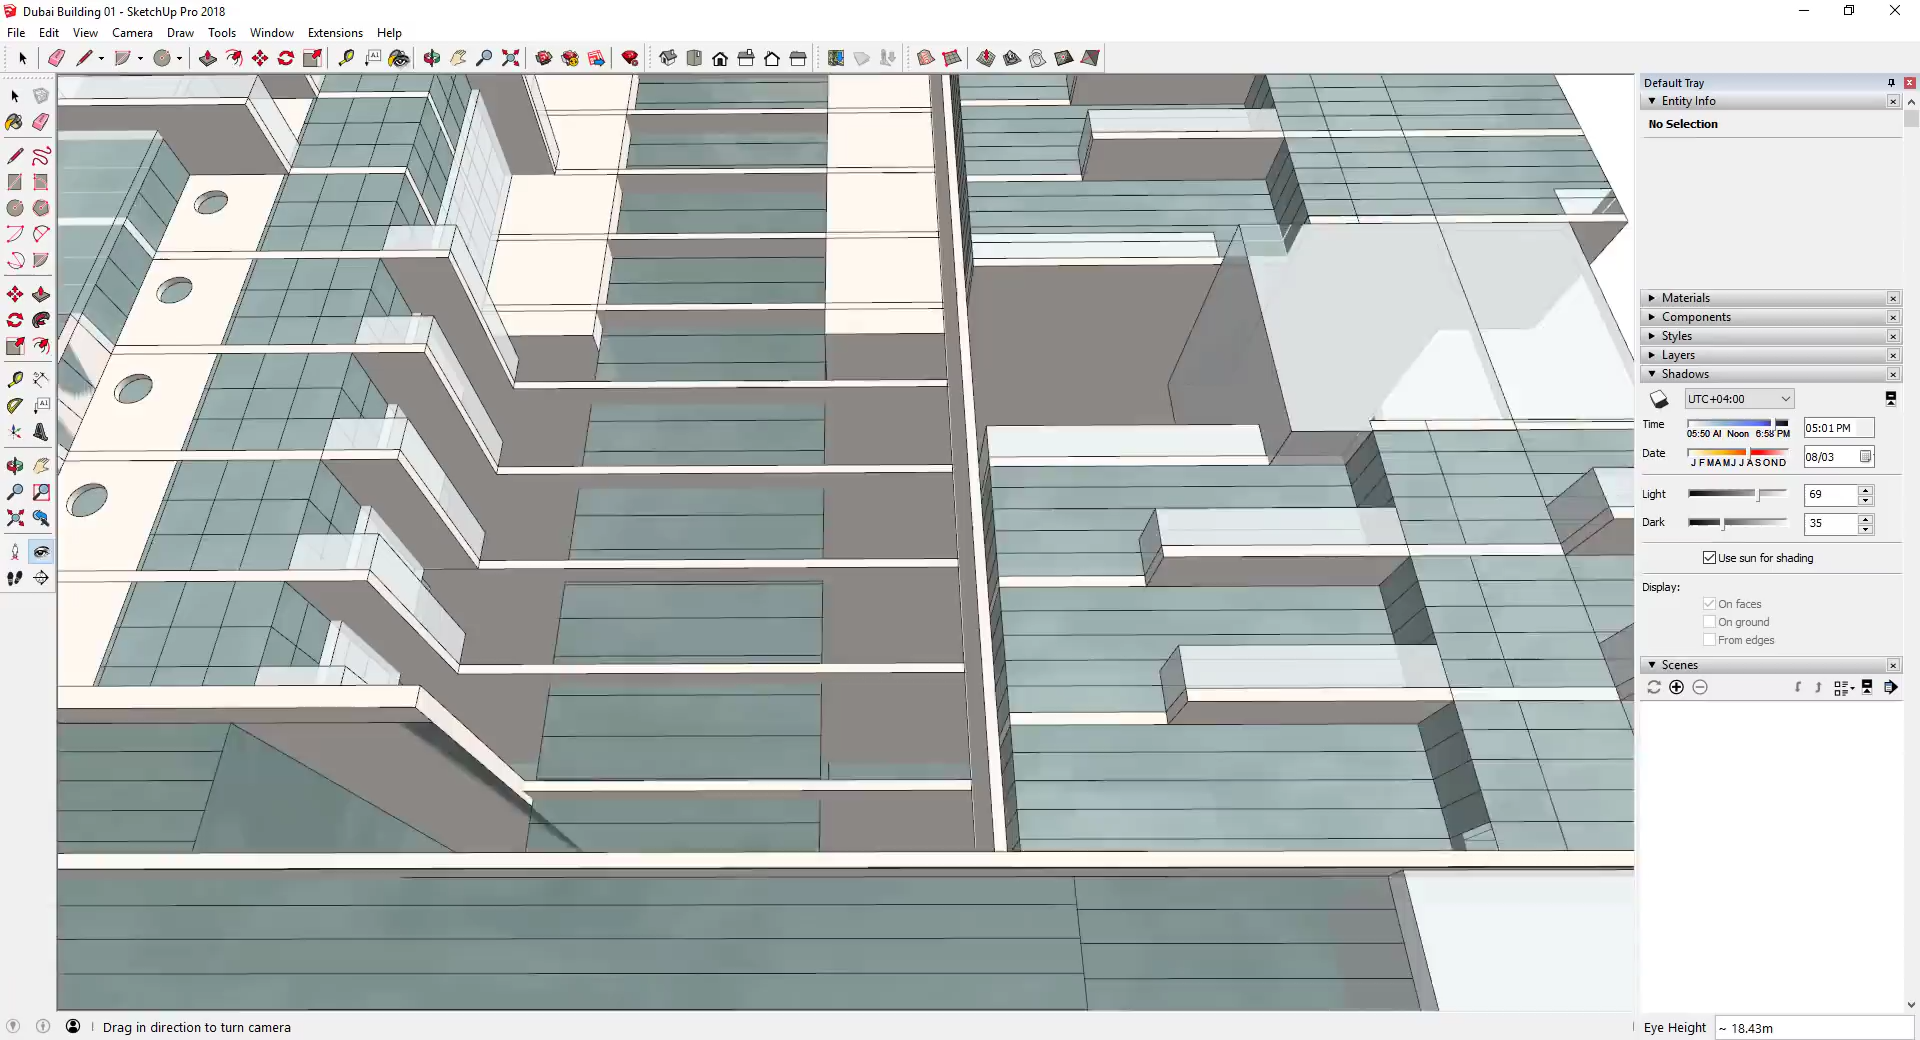 Dubai Building 01 - SketchUp Pro 2018
File Edit View Camera Draw Tools Window Extensions Help
Default Tray
Entity Info
No Selection
Materials
Components
Styles
Layers
Shadows
UTC+04:00
Time
05:50 AI Noon 6:58 PM
05:01 PM
Date
J F M A M J J A S O N D
08/03
Light
69
Dark
35
Use sun for shading
Display:
On faces
On ground
From edges
Scenes
Drag in direction to turn camera
Eye Height ~ 18.43m